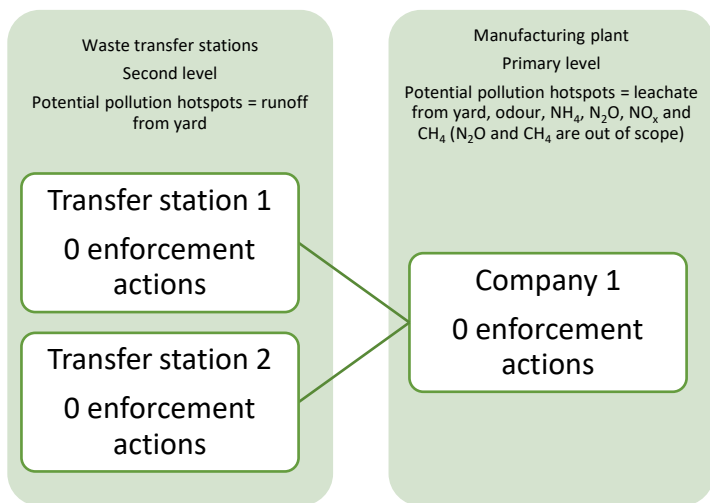 Waste transfer stations
Second level
Potential pollution hotspots = runoff
from yard
Transfer station 1
0 enforcement
actions
Transfer station 2
0 enforcement
actions
Manufacturing plant
Primary level
Potential pollution hotspots = leachate
from yard, odour, NH₄, N₂O, NOₓ and
CH₄ (N₂O and CH₄ are out of scope)
Company 1
0 enforcement
actions